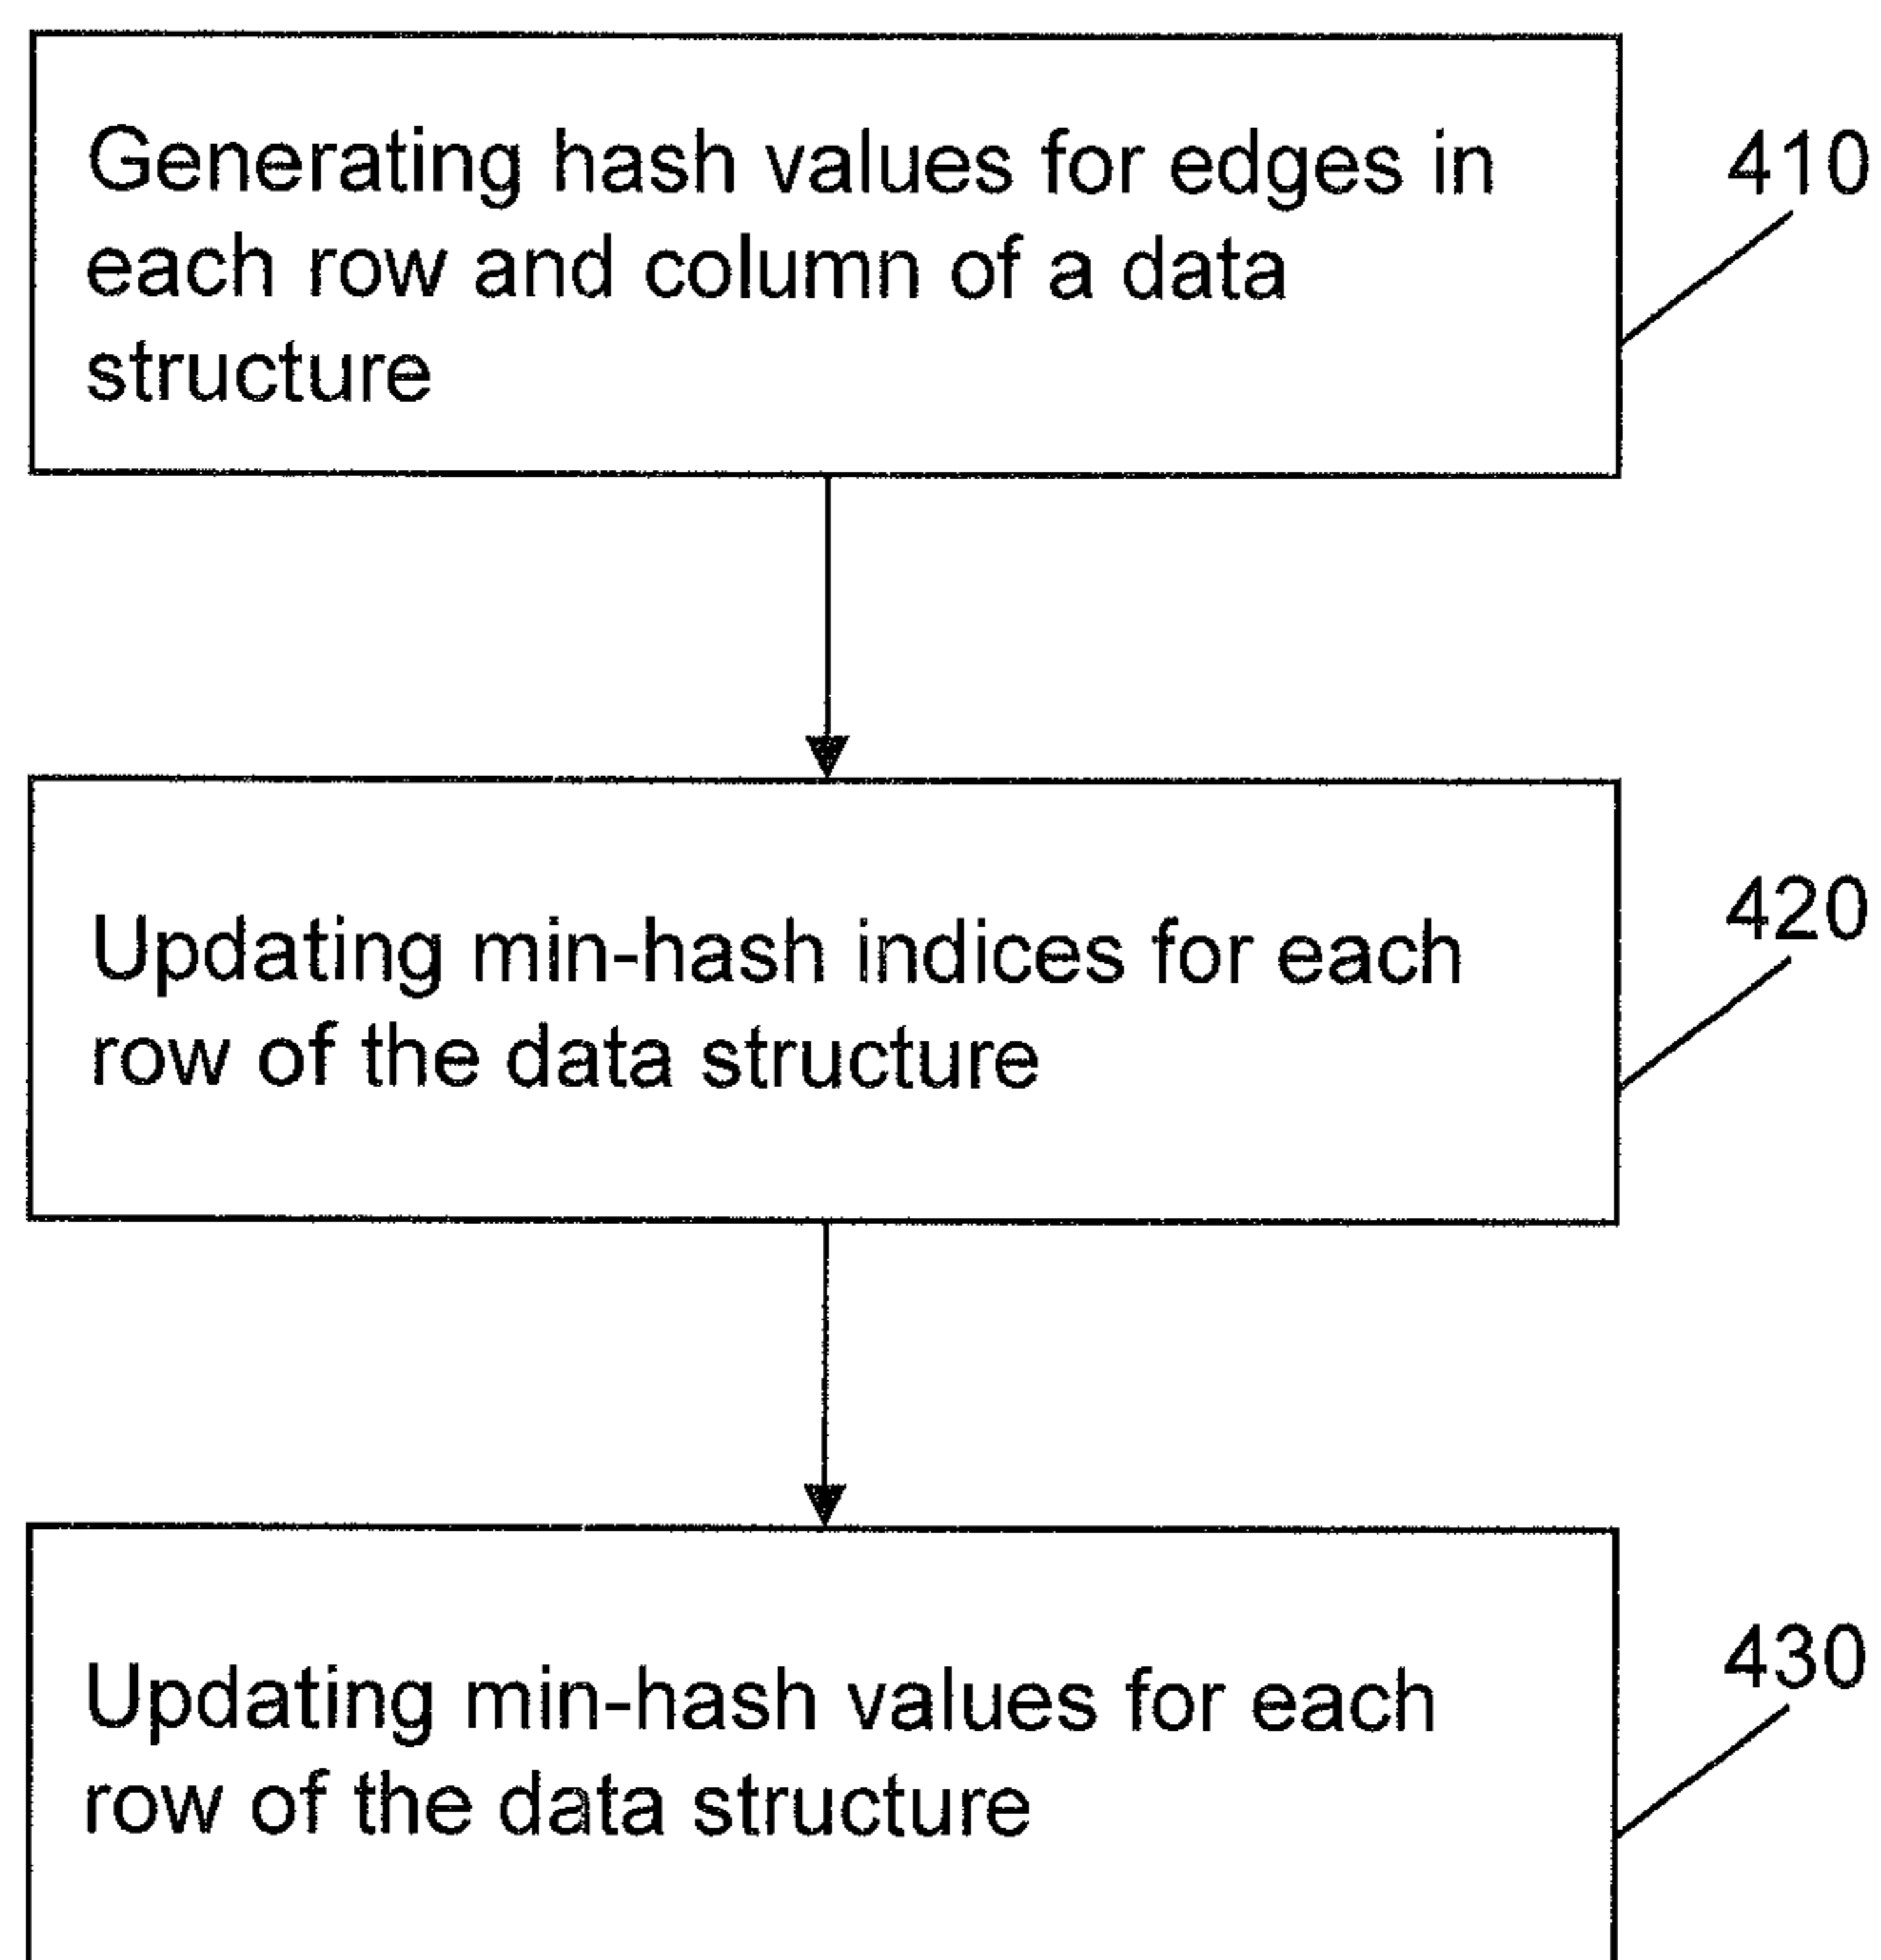 Generating hash values for edges in
each row and column of a data
structure
410
Updating min-hash indices for each
row of the data structure
420
Updating min-hash values for each
row of the data structure
430